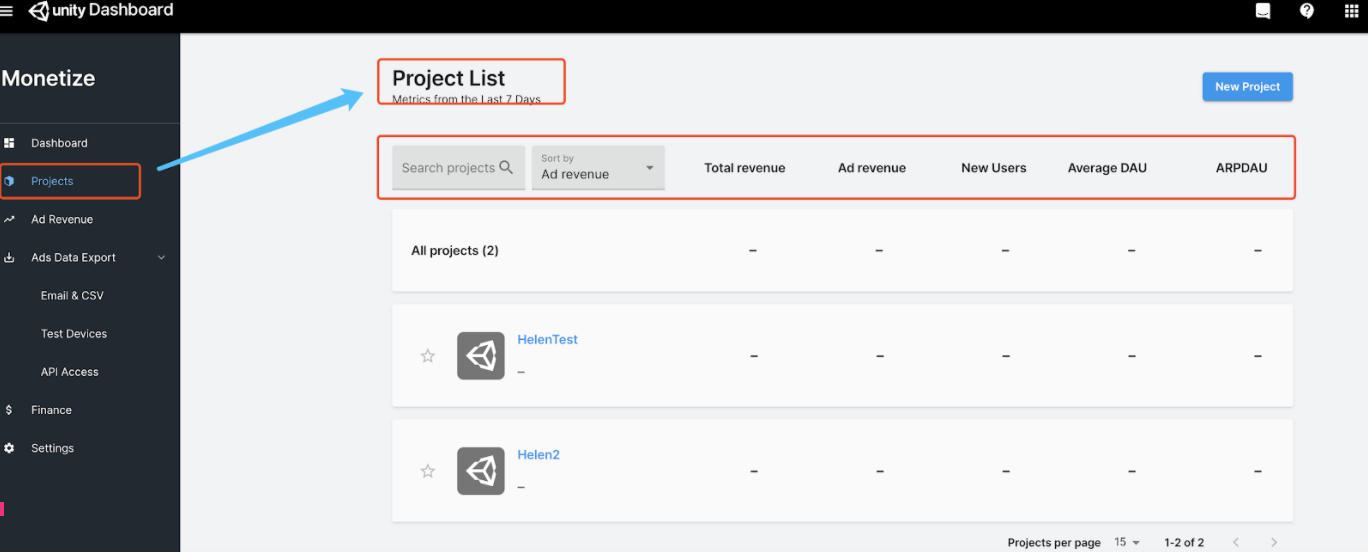 unity Dashboard
Monetize
Dashboard
Projects
Ad Revenue
Ads Data Export
Email & CSV
Test Devices
API Access
$ Finance
Settings
Project List
Metrics from the Last 7 Days
New Project
Search projects
Sort by
Ad revenue
Total revenue Ad revenue New Users Average DAU ARPDAU
All projects (2) – – – – –
HelenTest
– – – – –
–
Helen2
– – – – –
–
Projects per page 15 1-2 of 2